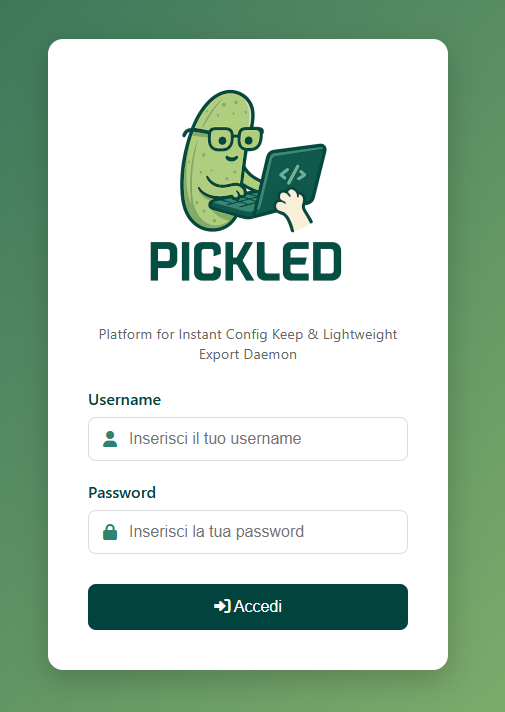 </>
PICKLED
Platform for Instant Config Keep & Lightweight
Export Daemon
Username
Inserisci il tuo username
Password
Inserisci la tua password
Accedi